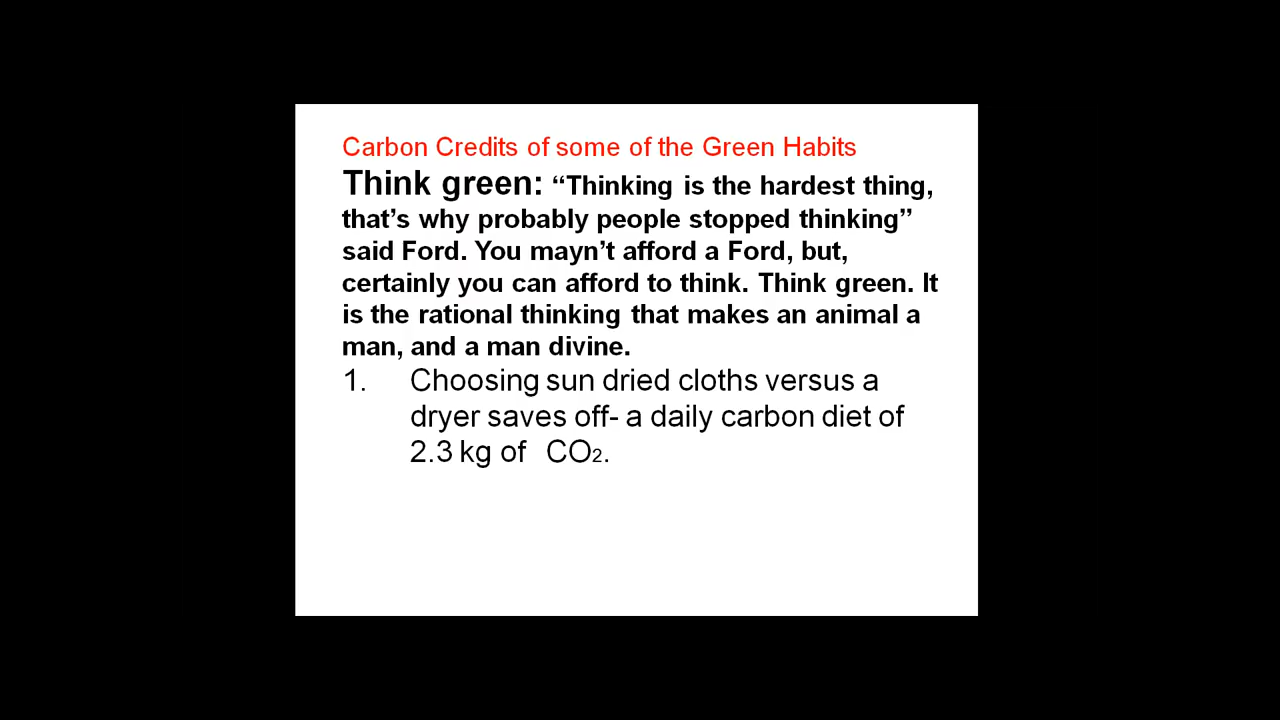 Carbon Credits of some of the Green Habits
Think green: “Thinking is the hardest thing,
that’s why probably people stopped thinking”
said Ford. You mayn’t afford a Ford, but,
certainly you can afford to think. Think green. It
is the rational thinking that makes an animal a
man, and a man divine.
1. Choosing sun dried cloths versus a
dryer saves off- a daily carbon diet of
2.3 kg of CO₂.